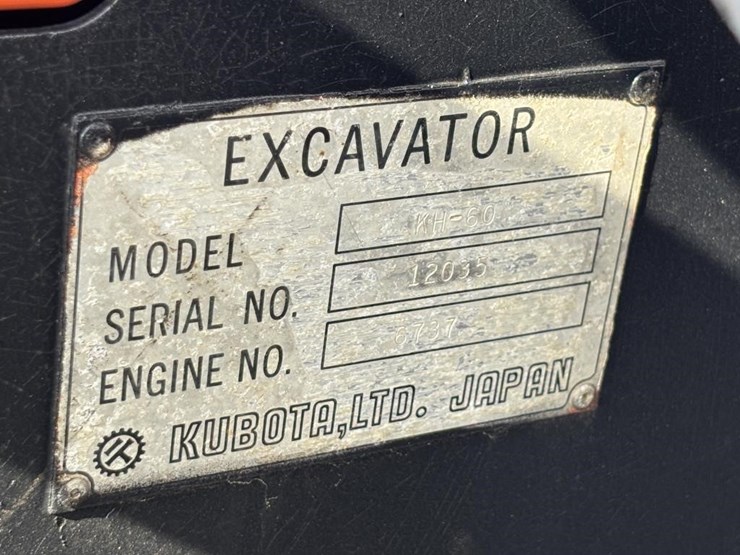 EXCAVATOR
MODEL KH-60
SERIAL NO. 12035
ENGINE NO.
KUBOTA,LTD. JAPAN